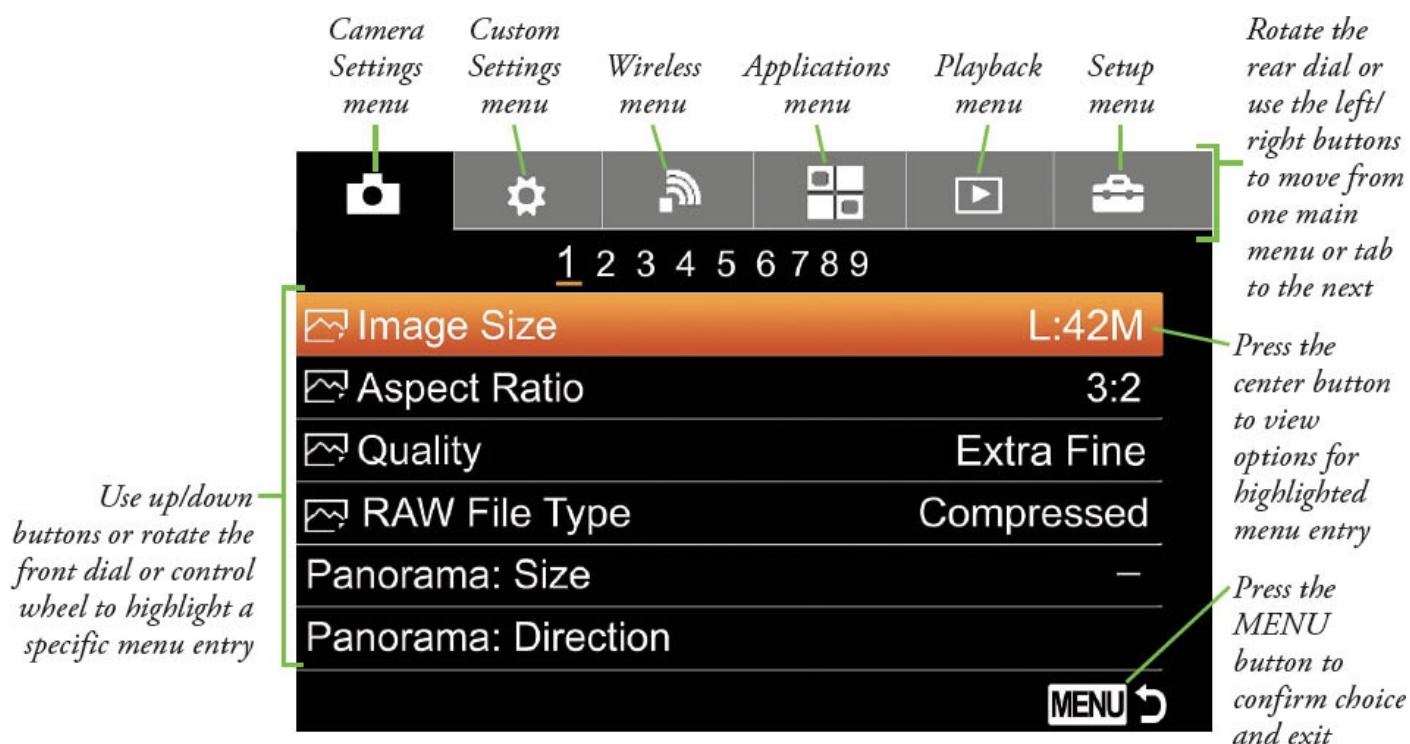 Camera
Settings
menu
Custom
Settings
menu
Wireless
menu
Applications
menu
Playback
menu
Setup
menu
Rotate the
rear dial or
use the left/
right buttons
to move from
one main
menu or tab
to the next
1 2 3 4 5 6 7 8 9
Image Size L:42M
Aspect Ratio 3:2
Quality Extra Fine
RAW File Type Compressed
Panorama: Size –
Panorama: Direction
MENU
Use up/down
buttons or rotate the
front dial or control
wheel to highlight a
specific menu entry
Press the
center button
to view
options for
highlighted
menu entry
Press the
MENU
button to
confirm choice
and exit